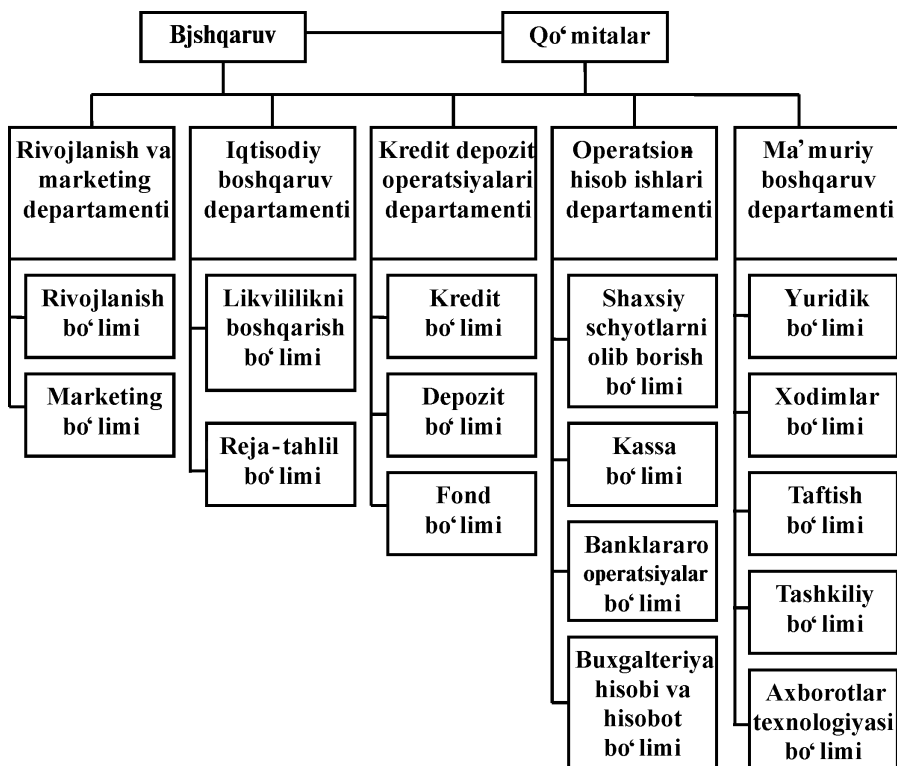 Bjshqaruv
Qo‘mitalar
Rivojlanish va
marketing
departamenti
Iqtisodiy
boshqaruv
departamenti
Kredit depozit
operatsiyalari
departamenti
Operatsion-
hisob ishlari
departamenti
Ma’muriy
boshqaruv
departamenti
Rivojlanish
bo‘limi
Marketing
bo‘limi
Likvililikni
boshqarish
bo‘limi
Reja-tahlil
bo‘limi
Kredit
bo‘limi
Depozit
bo‘limi
Fond
bo‘limi
Shaxsiy
schyotlarni
olib borish
bo‘limi
Kassa
bo‘limi
Banklararo
operatsiyalar
bo‘limi
Buxgalteriya
hisobi va
hisobot
bo‘limi
Yuridik
bo‘limi
Xodimlar
bo‘limi
Taftish
bo‘limi
Tashkiliy
bo‘limi
Axborotlar
texnologiyasi
bo‘limi